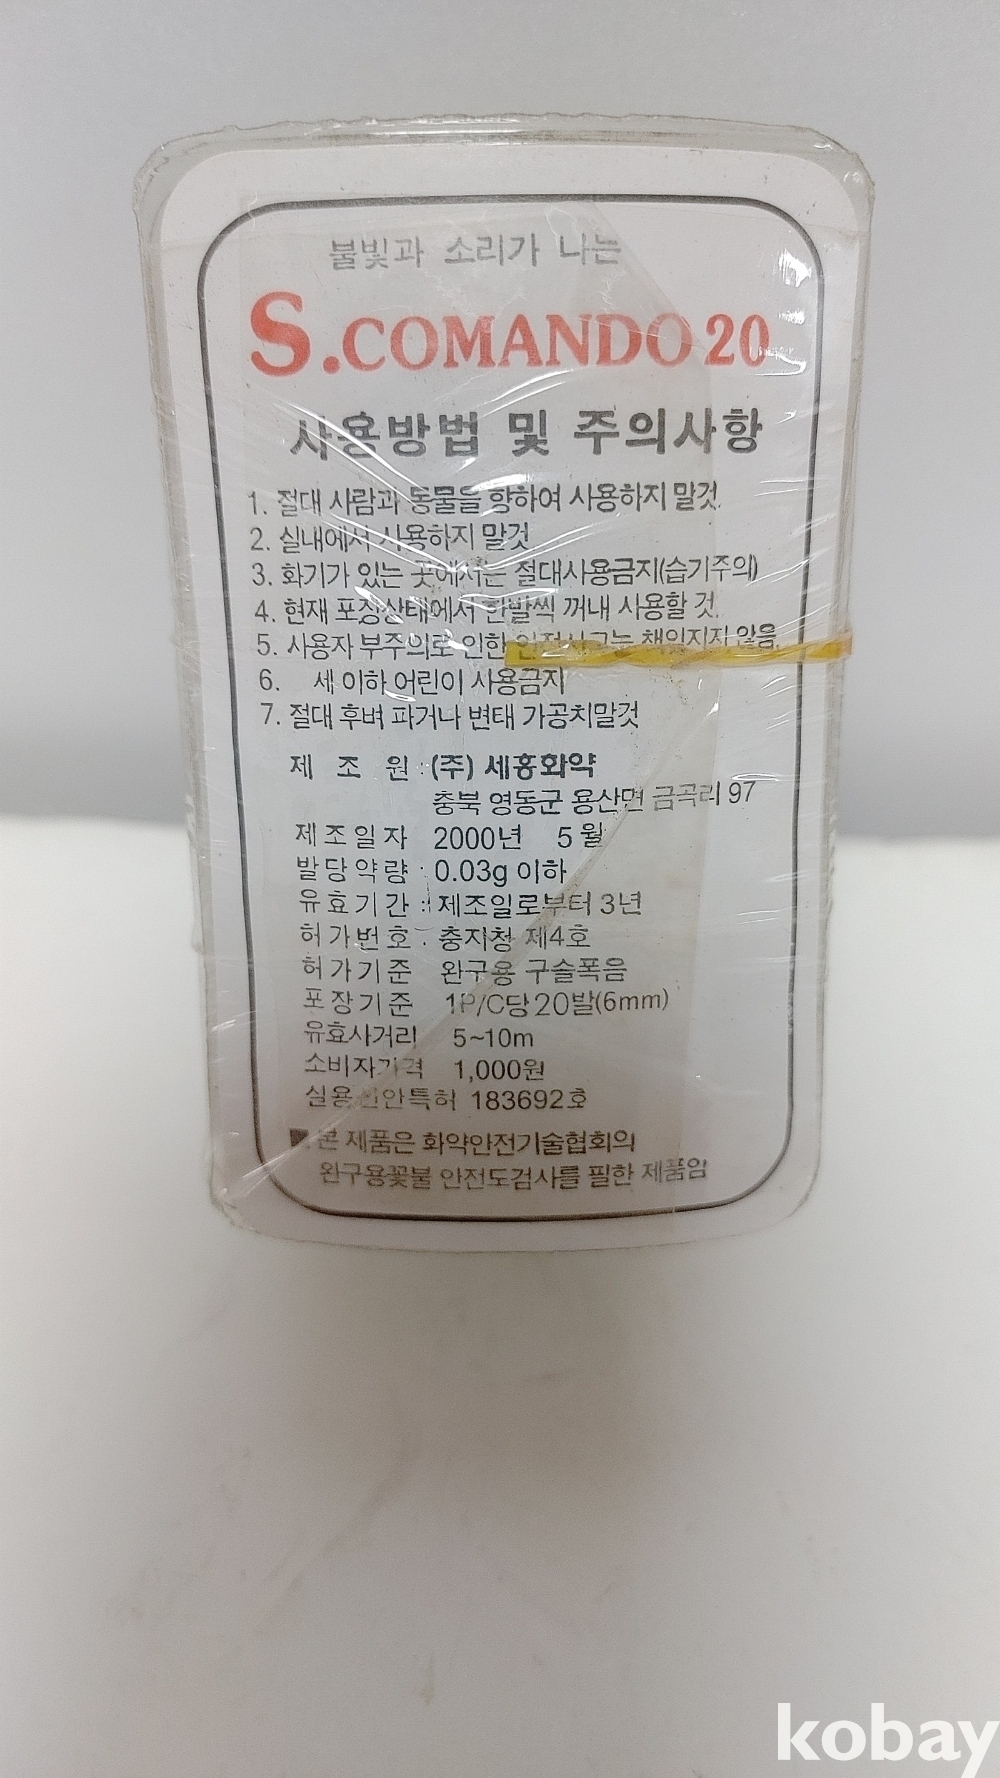 불빛과 소리가 나는
S.COMANDO 20
사용방법 및 주의사항
1. 절대 사람과 동물을 향하여 사용하지 말것.
2. 실내에서 사용하지 말것
3. 화기가 있는 곳에서는 절대사용금지(습기주의)
4. 현재 포장상태에서 한발씩 꺼내 사용할 것.
5. 사용자 부주의로 인한 안전사고는 책임지지 않음.
6. 세 이하 어린이 사용금지
7. 절대 후벼 파거나 변태 가공치말것
제 조 원 : (주) 세흥화약
충북 영동군 용산면 금곡리 97
제조일자 2000년 5월
발당약량 : 0.03g 이하
유효기간 : 제조일로부터 3년
허가번호 : 충지청 제4호
허가기준 완구용 구슬폭음
포장기준 1P/C당 20발(6mm)
유효사거리 5~10m
소비자가격 1,000원
실용신안특허 183692호
■ 본 제품은 화약안전기술협회의
완구용꽃불 안전도검사를 필한 제품임
kobay